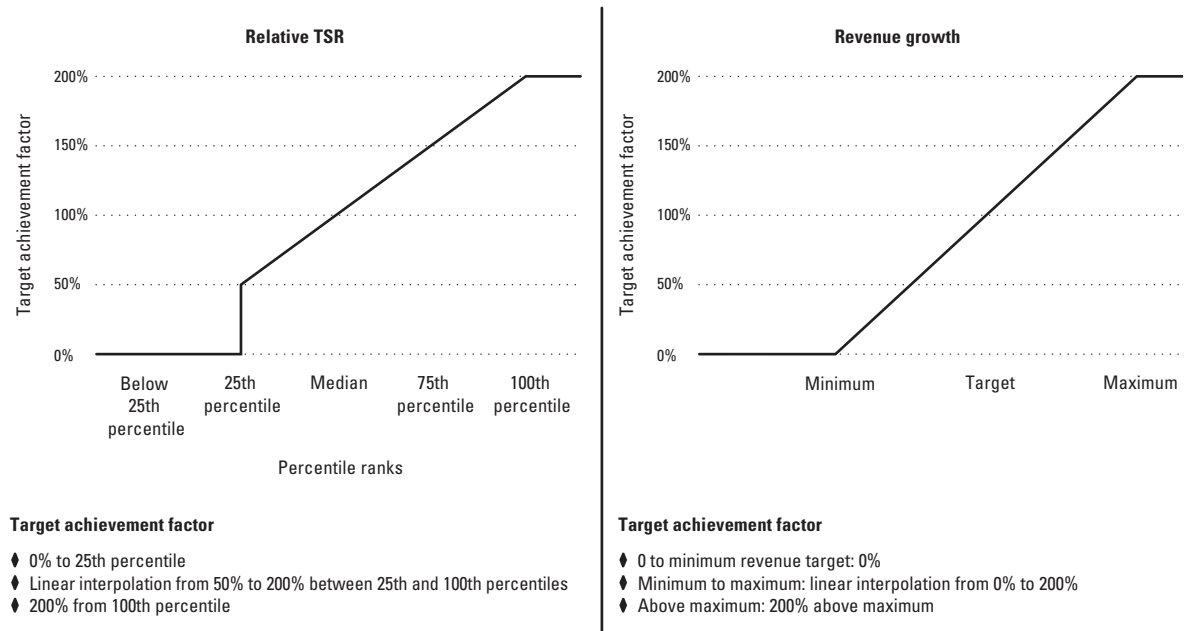 Relative TSR
Target achievement factor
200%
150%
100%
50%
0%
Below
25th
percentile
25th
percentile
Median
75th
percentile
100th
percentile
Percentile ranks
Target achievement factor
♦ 0% to 25th percentile
♦ Linear interpolation from 50% to 200% between 25th and 100th percentiles
♦ 200% from 100th percentile
Revenue growth
Target achievement factor
200%
150%
100%
50%
0%
Minimum
Target
Maximum
Target achievement factor
♦ 0 to minimum revenue target: 0%
♦ Minimum to maximum: linear interpolation from 0% to 200%
♦ Above maximum: 200% above maximum